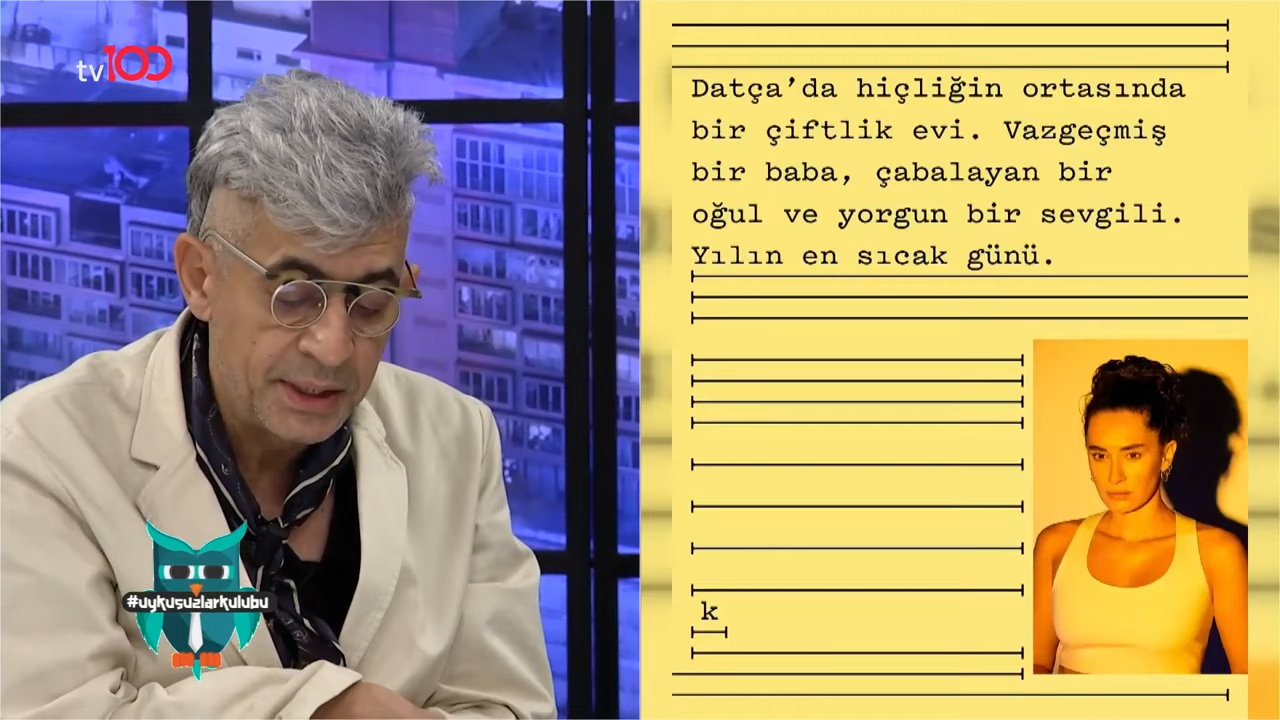 tv100
#uykusuzlarkulubu
Datça’da hiçliğin ortasında
bir çiftlik evi. Vazgeçmiş
bir baba, çabalayan bir
oğul ve yorgun bir sevgili.
Yılın en sıcak günü.
k